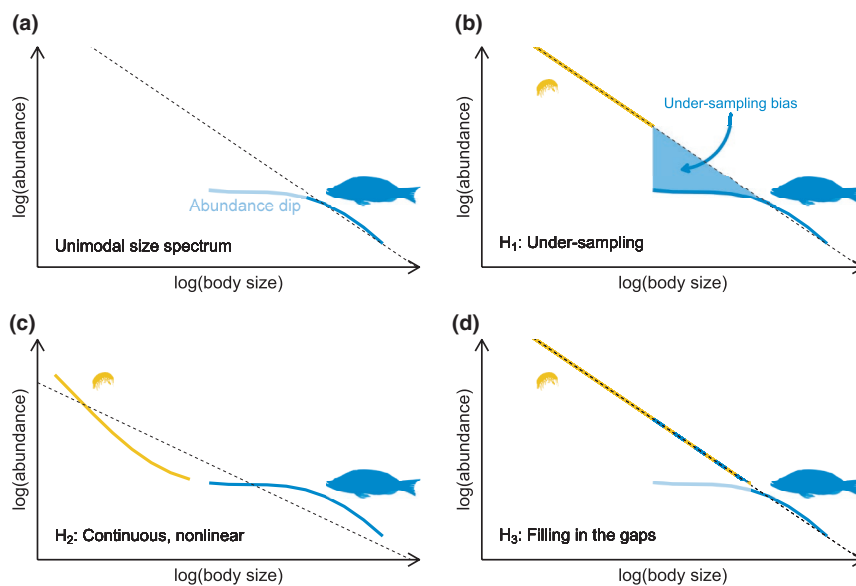 (a)
log(abundance)
Abundance dip
Unimodal size spectrum
log(body size)
(b)
log(abundance)
Under-sampling bias
H₁: Under-sampling
log(body size)
(c)
log(abundance)
H₂: Continuous, nonlinear
log(body size)
(d)
log(abundance)
H₃: Filling in the gaps
log(body size)